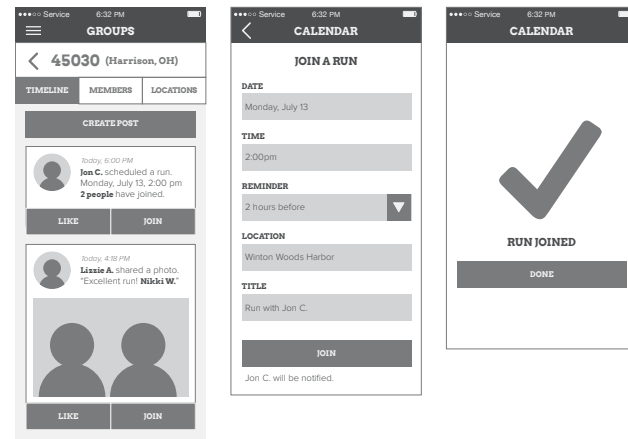 ●●●○○ Service 6:32 PM
GROUPS
45030 (Harrison, OH)
TIMELINE MEMBERS LOCATIONS
CREATE POST
Today, 6:00 PM
Jon C. scheduled a run.
Monday, July 13, 2:00 pm
2 people have joined.
LIKE JOIN
Today, 4:18 PM
Lizzie A. shared a photo.
"Excellent run! Nikki W."
LIKE JOIN
●●●○○ Service 6:32 PM
CALENDAR
JOIN A RUN
DATE
Monday, July 13
TIME
2:00pm
REMINDER
2 hours before
LOCATION
Winton Woods Harbor
TITLE
Run with Jon C.
JOIN
Jon C. will be notified.
●●●○○ Service 6:32 PM
CALENDAR
RUN JOINED
DONE